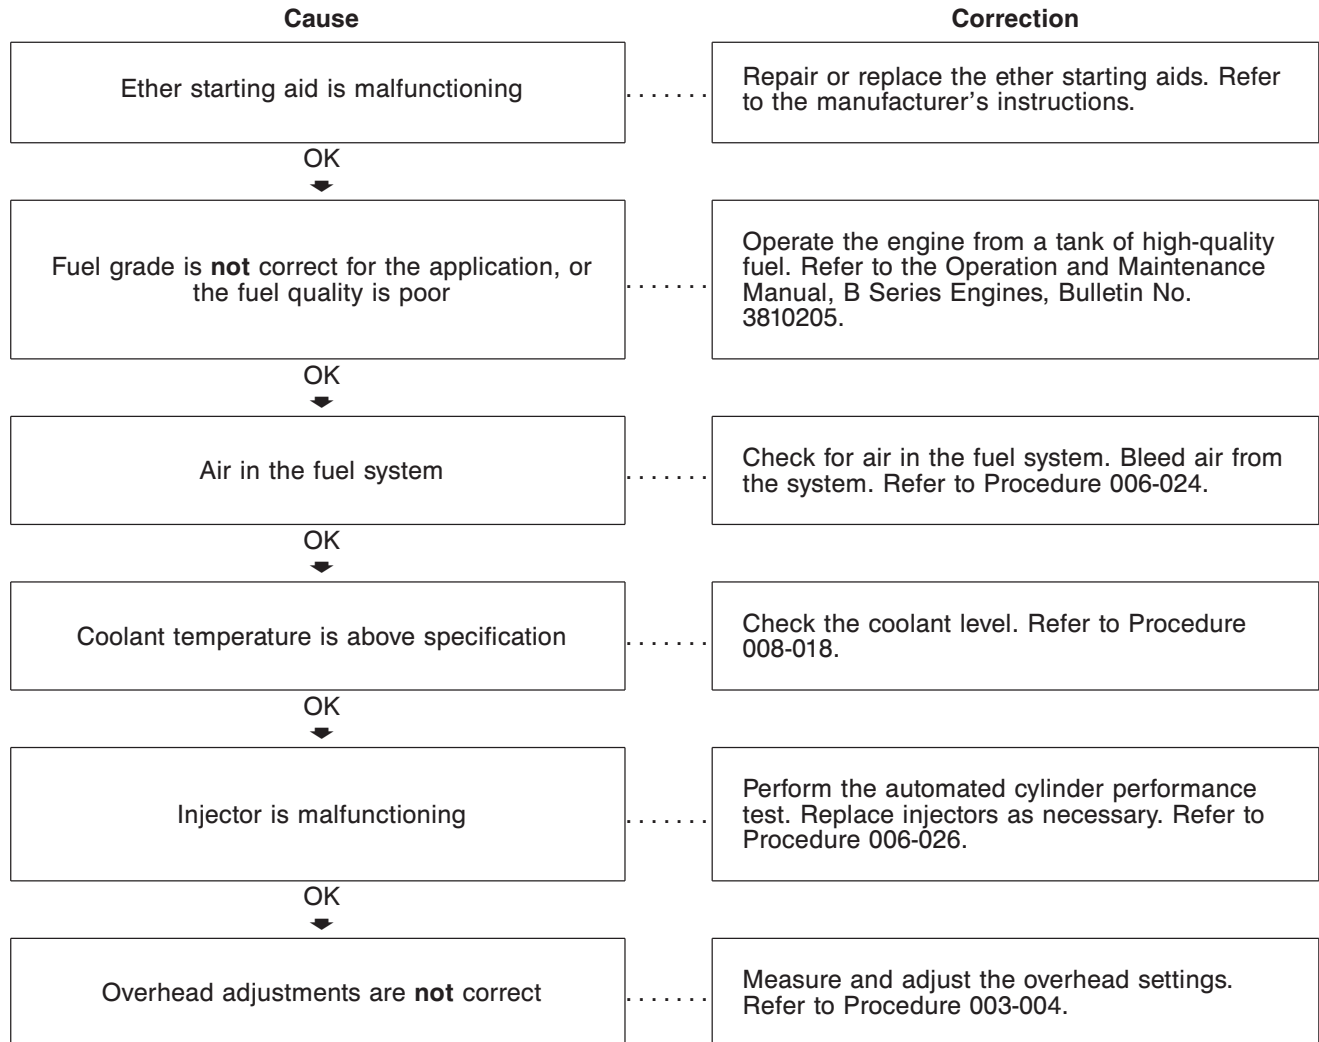 Cause
Correction
Ether starting aid is malfunctioning
.......
Repair or replace the ether starting aids. Refer
to the manufacturer's instructions.
OK
Fuel grade is not correct for the application, or
the fuel quality is poor
.......
Operate the engine from a tank of high-quality
fuel. Refer to the Operation and Maintenance
Manual, B Series Engines, Bulletin No.
3810205.
OK
Air in the fuel system
.......
Check for air in the fuel system. Bleed air from
the system. Refer to Procedure 006-024.
OK
Coolant temperature is above specification
.......
Check the coolant level. Refer to Procedure
008-018.
OK
Injector is malfunctioning
.......
Perform the automated cylinder performance
test. Replace injectors as necessary. Refer to
Procedure 006-026.
OK
Overhead adjustments are not correct
.......
Measure and adjust the overhead settings.
Refer to Procedure 003-004.